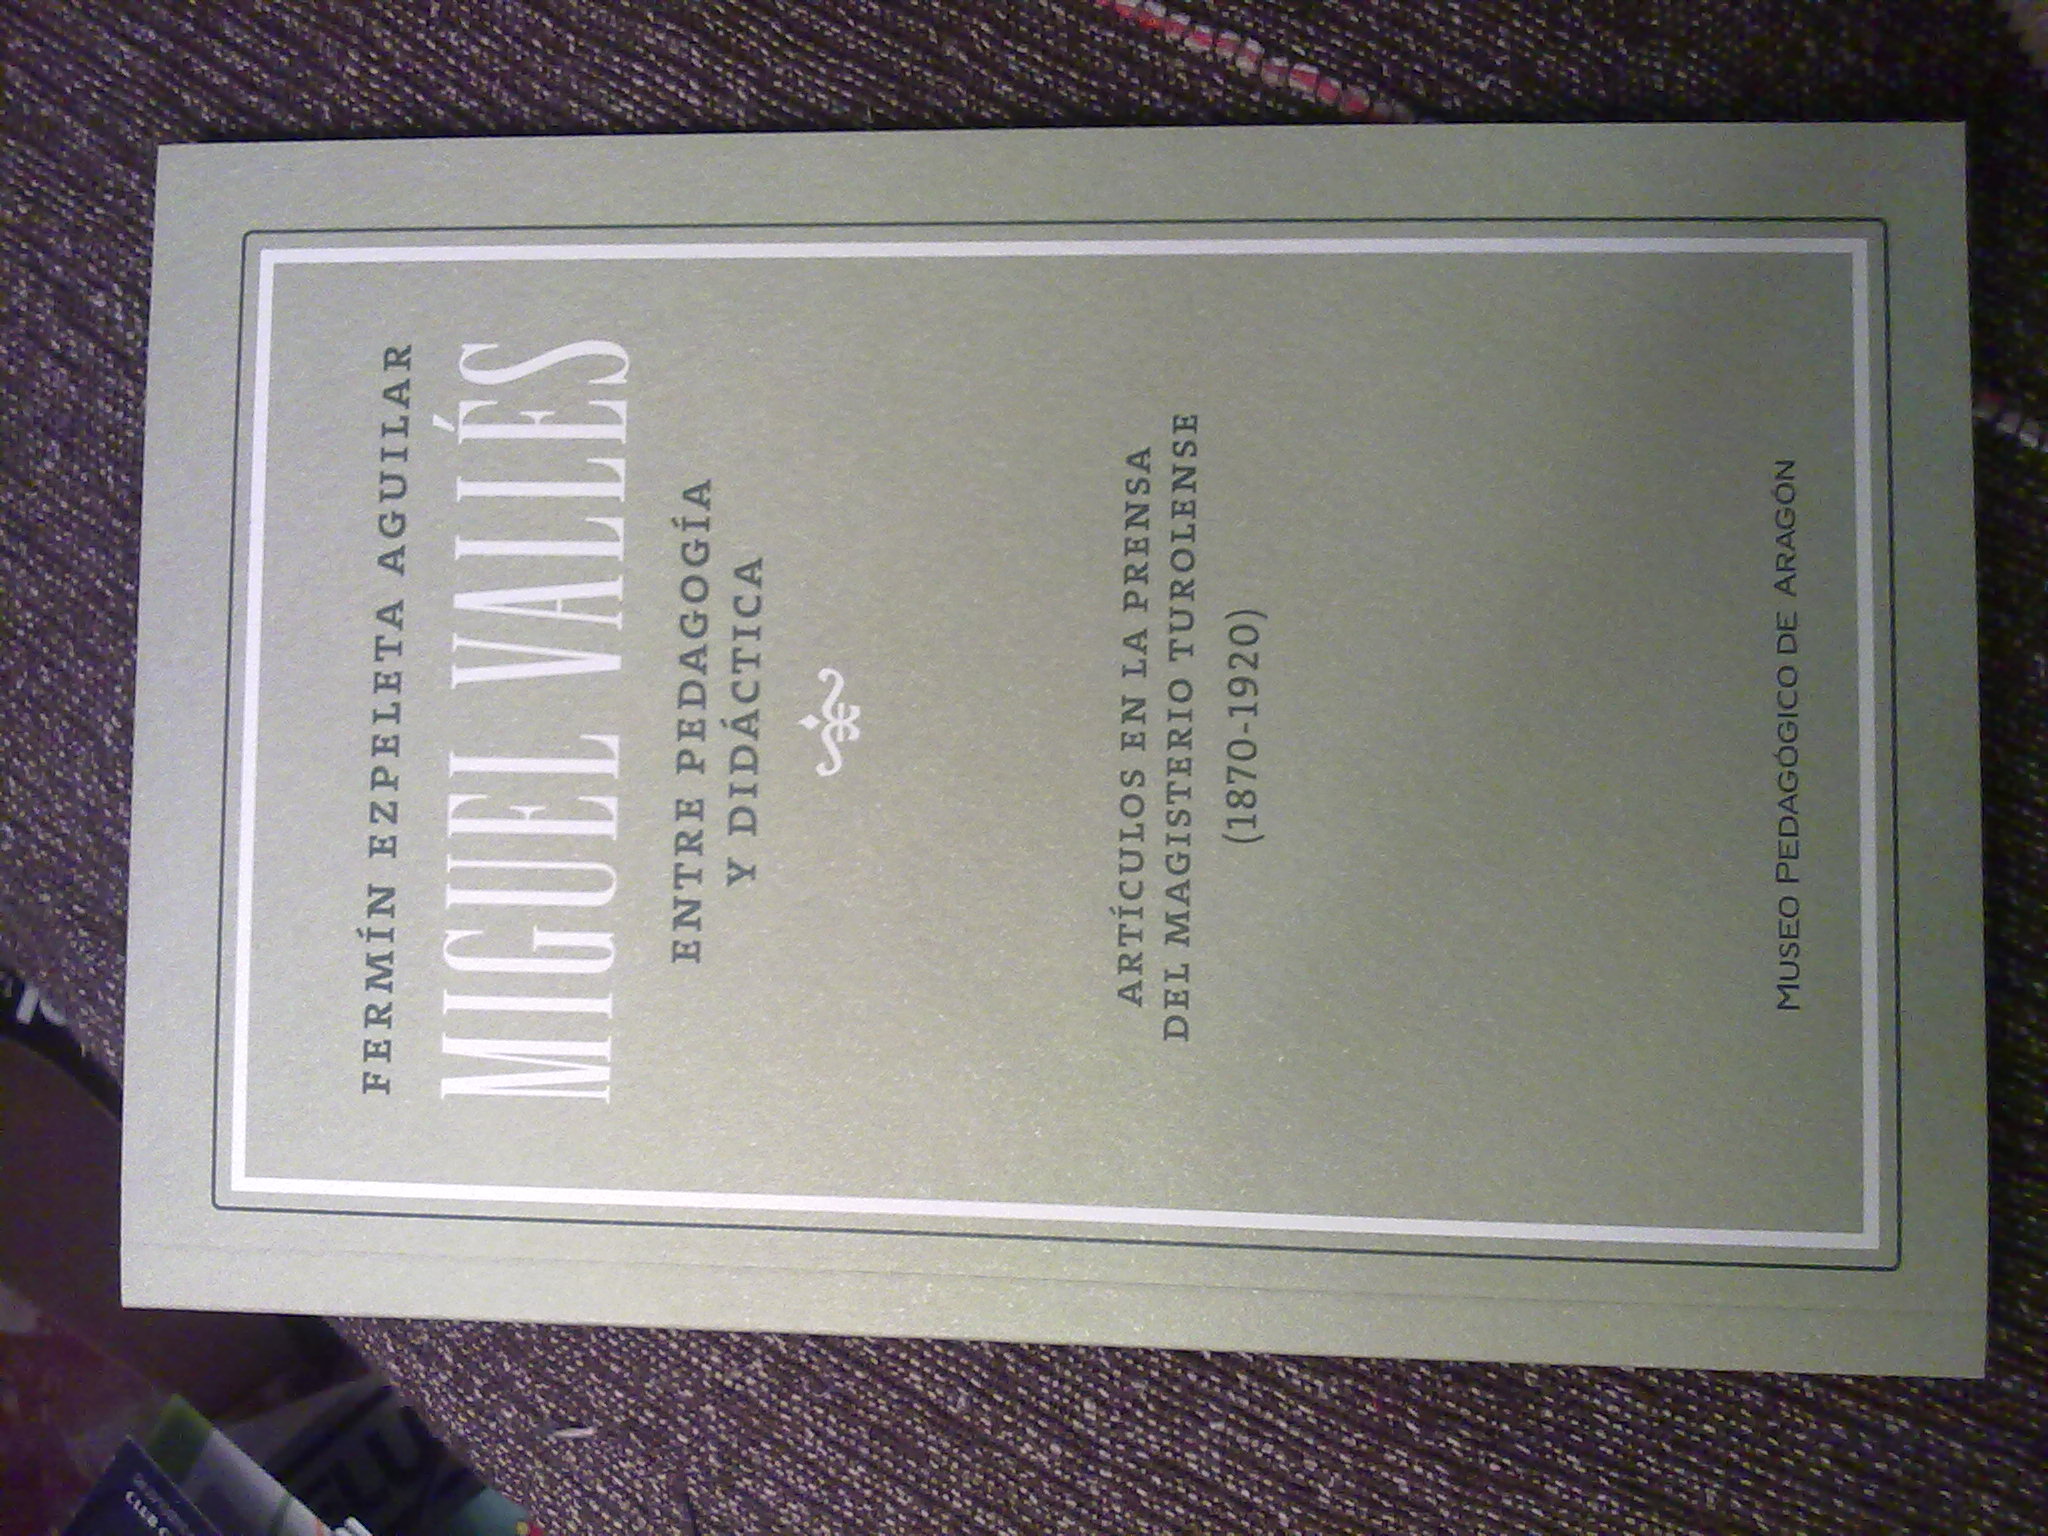 FERMÍN EZPELETA AGUILAR
MIGUEL VALLÉS
ENTRE PEDAGOGÍA
Y DIDÁCTICA
ARTÍCULOS EN LA PRENSA
DEL MAGISTERIO TUROLENSE
(1870-1920)
MUSEO PEDAGÓGICO DE ARAGÓN